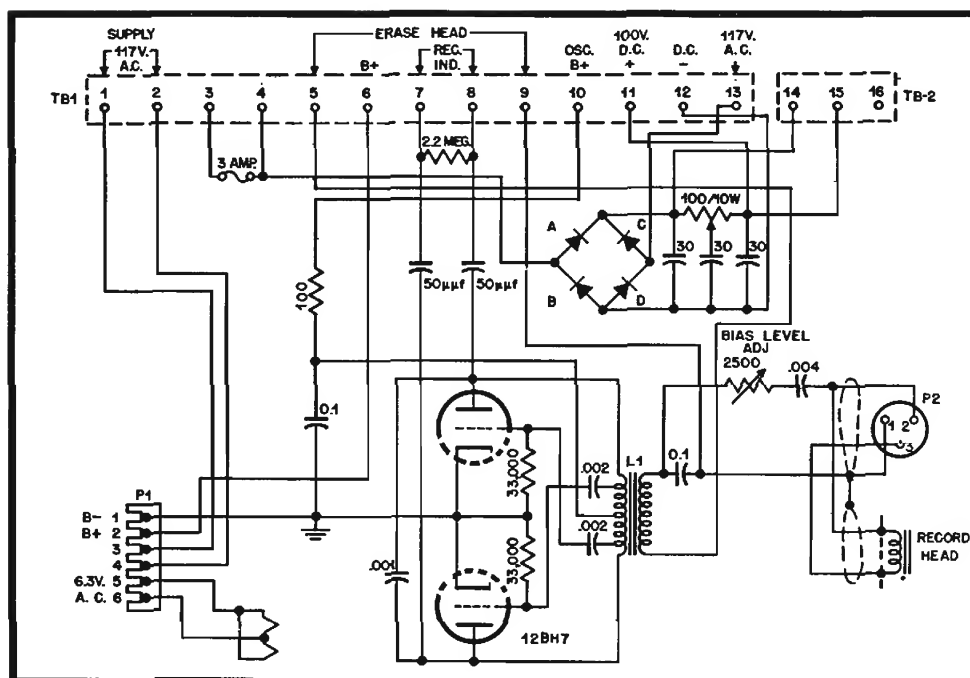 SUPPLY
117V.
A.C.
ERASE HEAD
REC.
IND.
B+
OSC.
B+
100V.
D.C.
+
D.C.
-
117V.
A.C.
TB1
1 2 3 4 5 6 7 8 9 10 11 12 13
14 15 16
TB-2
2.2 MEG.
3 AMP.
100/10W
A
C
B
D
30
30
30
100
50μμf
50μμf
BIAS LEVEL
ADJ
2500
.004
P2
1 2
3
0.1
.002
L1
0.1
33,000
.002
33,000
.001
P1
B- 1
B+ 2
3
4
6.3V. 5
A.C. 6
12BH7
RECORD
HEAD